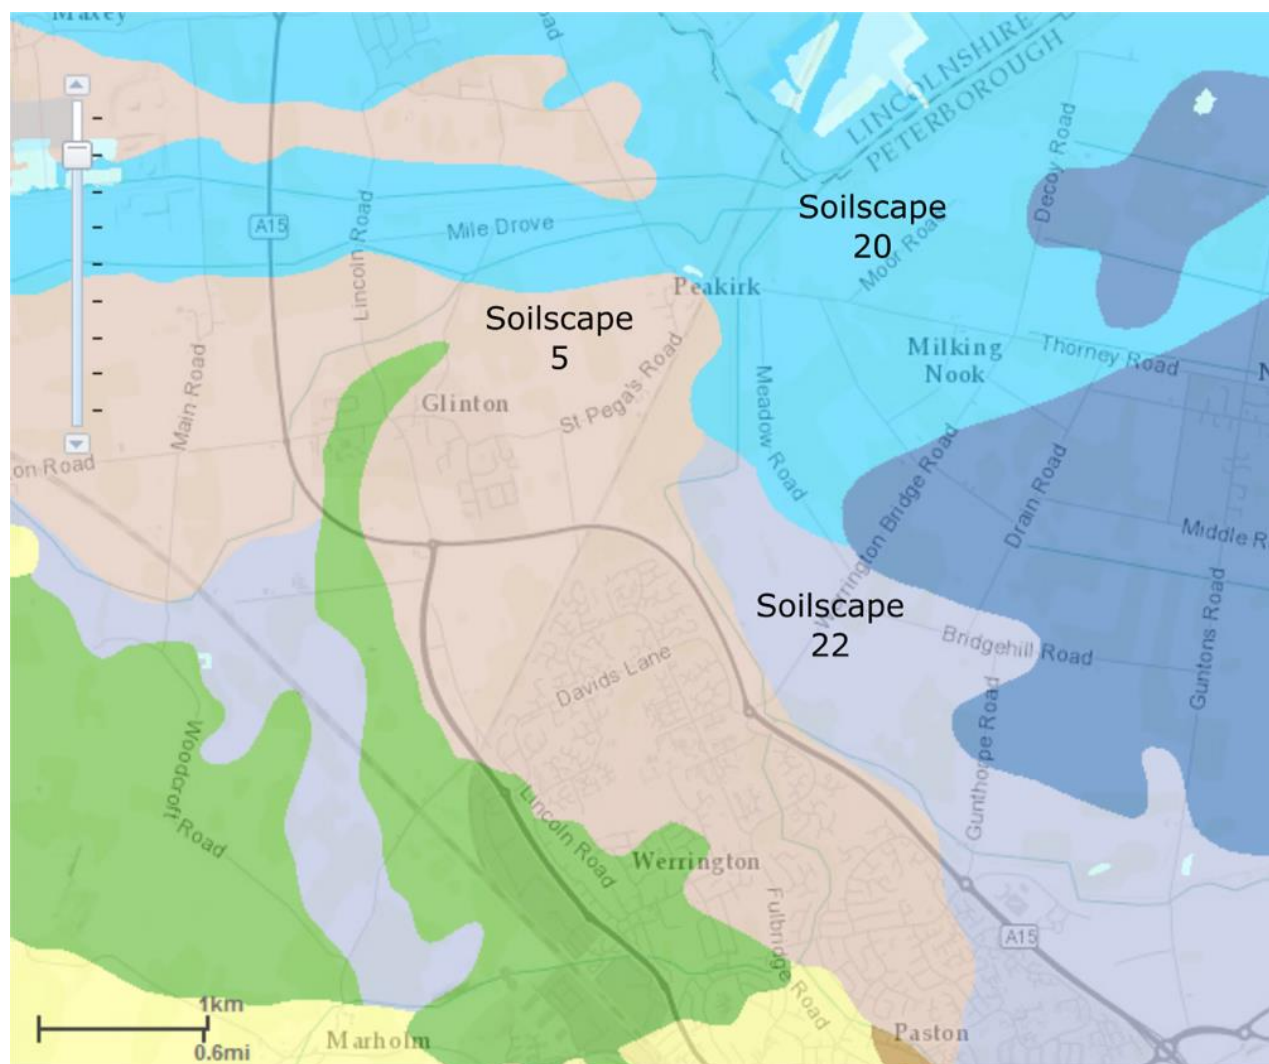 Maxey
Road
LINCOLNSHIRE
PETERBOROUGH
Decoy Road
A15
Lincoln Road
Mile Drove
Soilscape
20
Moor Road
Peakirk
Soilscape
5
Milking
Nook
Thorney Road
N
Main Road
Glinton
St Pega's Road
Meadow Road
on Road
Werrington Bridge Road
Drain Road
Middle R
Soilscape
22
Bridgehill Road
Guntons Road
Davids Lane
Woodcroft Road
Gunthorpe Road
Lincoln Road
Werrington
Fulbridge Road
A15
1km
0.6mi
Marholm
Paston